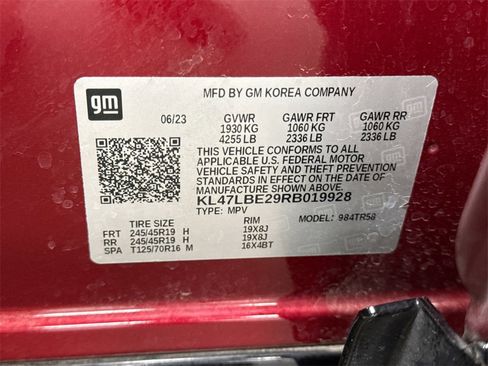 gm
MFD BY GM KOREA COMPANY
06/23 GVWR GAWR FRT GAWR RR
1930 KG 1060 KG 1060 KG
4255 LB 2336 LB 2336 LB
THIS VEHICLE CONFORMS TO ALL
APPLICABLE U.S. FEDERAL MOTOR
VEHICLE SAFETY AND THEFT PREVENTION
STANDARDS IN EFFECT ON THE DATE OF
MANUFACTURE SHOWN ABOVE.
KL47LBE29RB019928
TYPE: MPV MODEL: 984TR58
TIRE SIZE RIM
FRT 245/45R19 H 19X8J
RR 245/45R19 H 19X8J
SPA T125/70R16 M 16X4BT